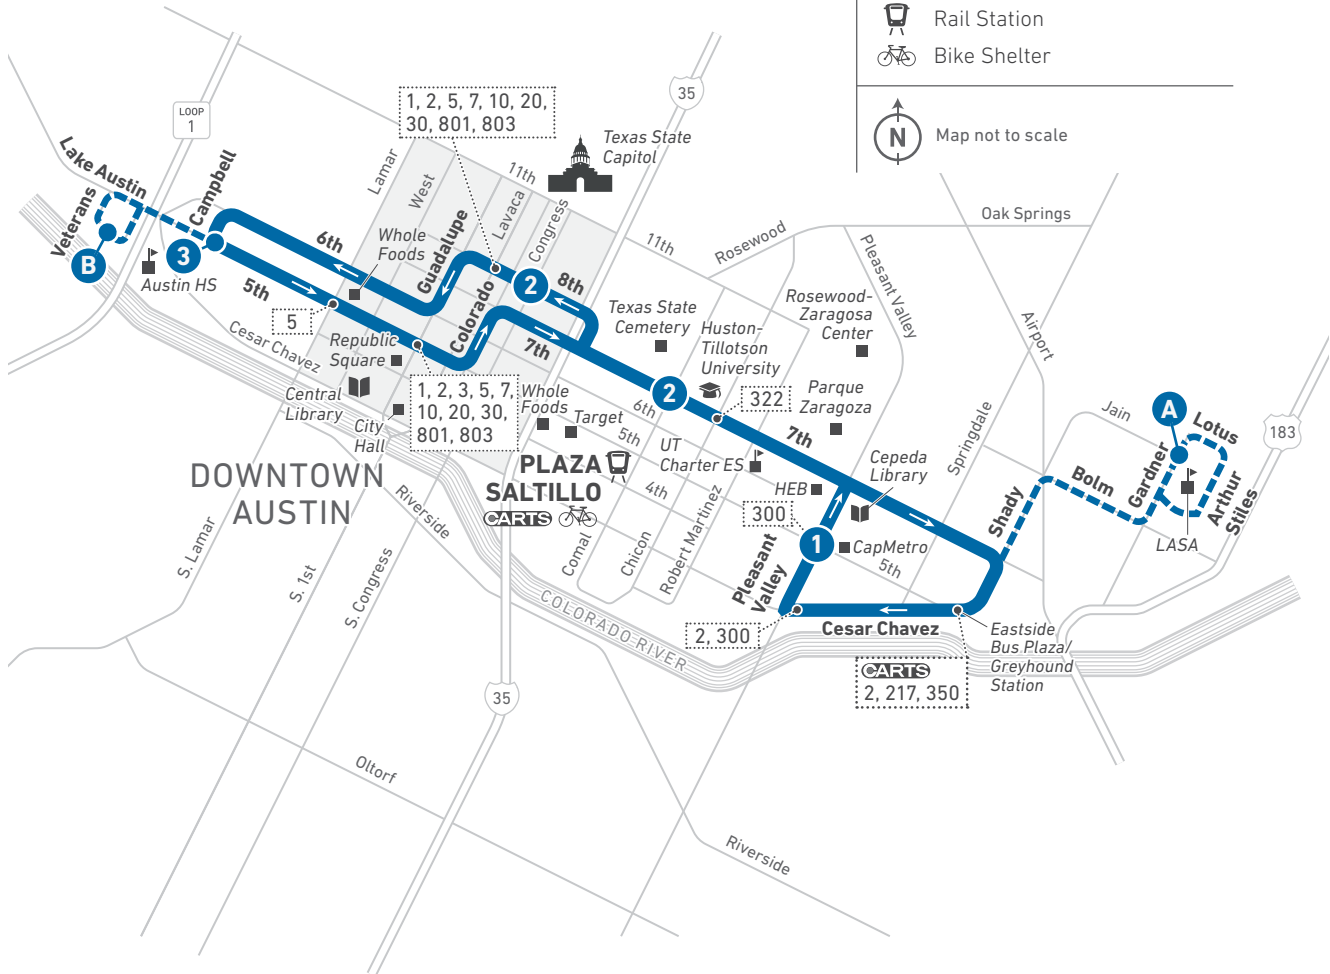 Rail Station
Bike Shelter
N
Map not to scale
LOOP
1
35
1, 2, 5, 7, 10, 20,
30, 801, 803
Texas State
Capitol
Lake Austin
Veterans
Campbell
Lamar
West
11th
Lavaca
Congress
Guadalupe
6th
Whole
Foods
B
3
Austin HS
5th
5
Cesar Chavez
Republic
Square
Colorado
2
8th
7th
11th
Rosewood
Oak Springs
Pleasant Valley
Texas State
Cemetery
Huston-
Tillotson
University
Rosewood-
Zaragosa
Center
Airport
Central
Library
City
Hall
1, 2, 3, 5, 7,
10, 20, 30,
801, 803
Whole
Foods
Target
6th
5th
4th
2
322
7th
Parque
Zaragoza
UT
Charter ES
HEB
Cepeda
Library
Springdale
Jain
A
Lotus
183
Gardner
Arthur
Stiles
Bolm
Shady
LASA
DOWNTOWN
AUSTIN
PLAZA
SALTILLO
CARTS
Riverside
S. Lamar
S. 1st
S. Congress
Comal
Chicon
Robert Martinez
300
1
CapMetro
5th
Pleasant
Valley
COLORADO RIVER
2, 300
Cesar Chavez
CARTS
2, 217, 350
Eastside
Bus Plaza/
Greyhound
Station
35
Oltorf
Riverside